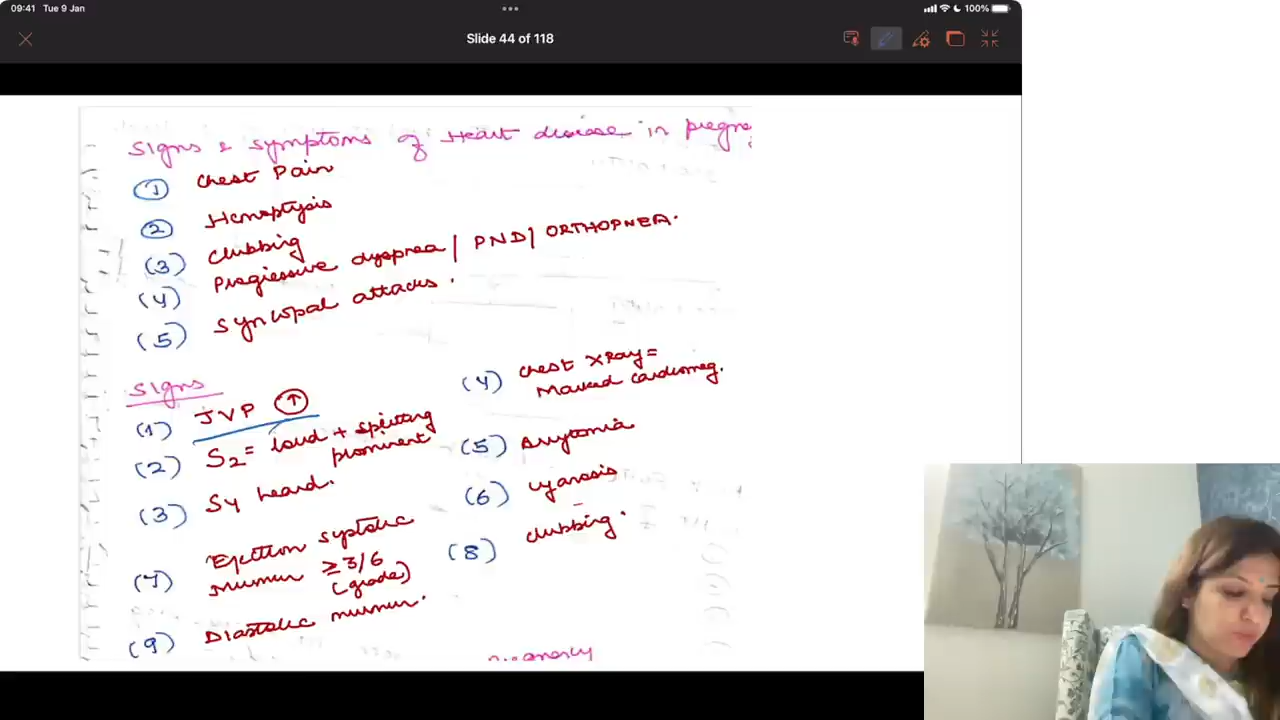 09:41 Tue 9 Jan
100%
Slide 44 of 118
Signs & symptoms of Heart disease in pregna
(1) Chest Pain
(2) Hemoptysis
(3) Clubbing
(4) Progressive dyspnea / PND / ORTHOPNEA.
(5) Syncopal attacks.
Signs
(1) JVP ↑
(2) S2 = loud + splitting
prominent
(3) S4 heard.
(7) Ejection systolic
murmur ≥ 3/6
(grade)
(9) Diastolic murmur.
(4) Chest XRay =
Marked cardiomeg.
(5) Arrytmia
(6) cyanosis
(8) clubbing.